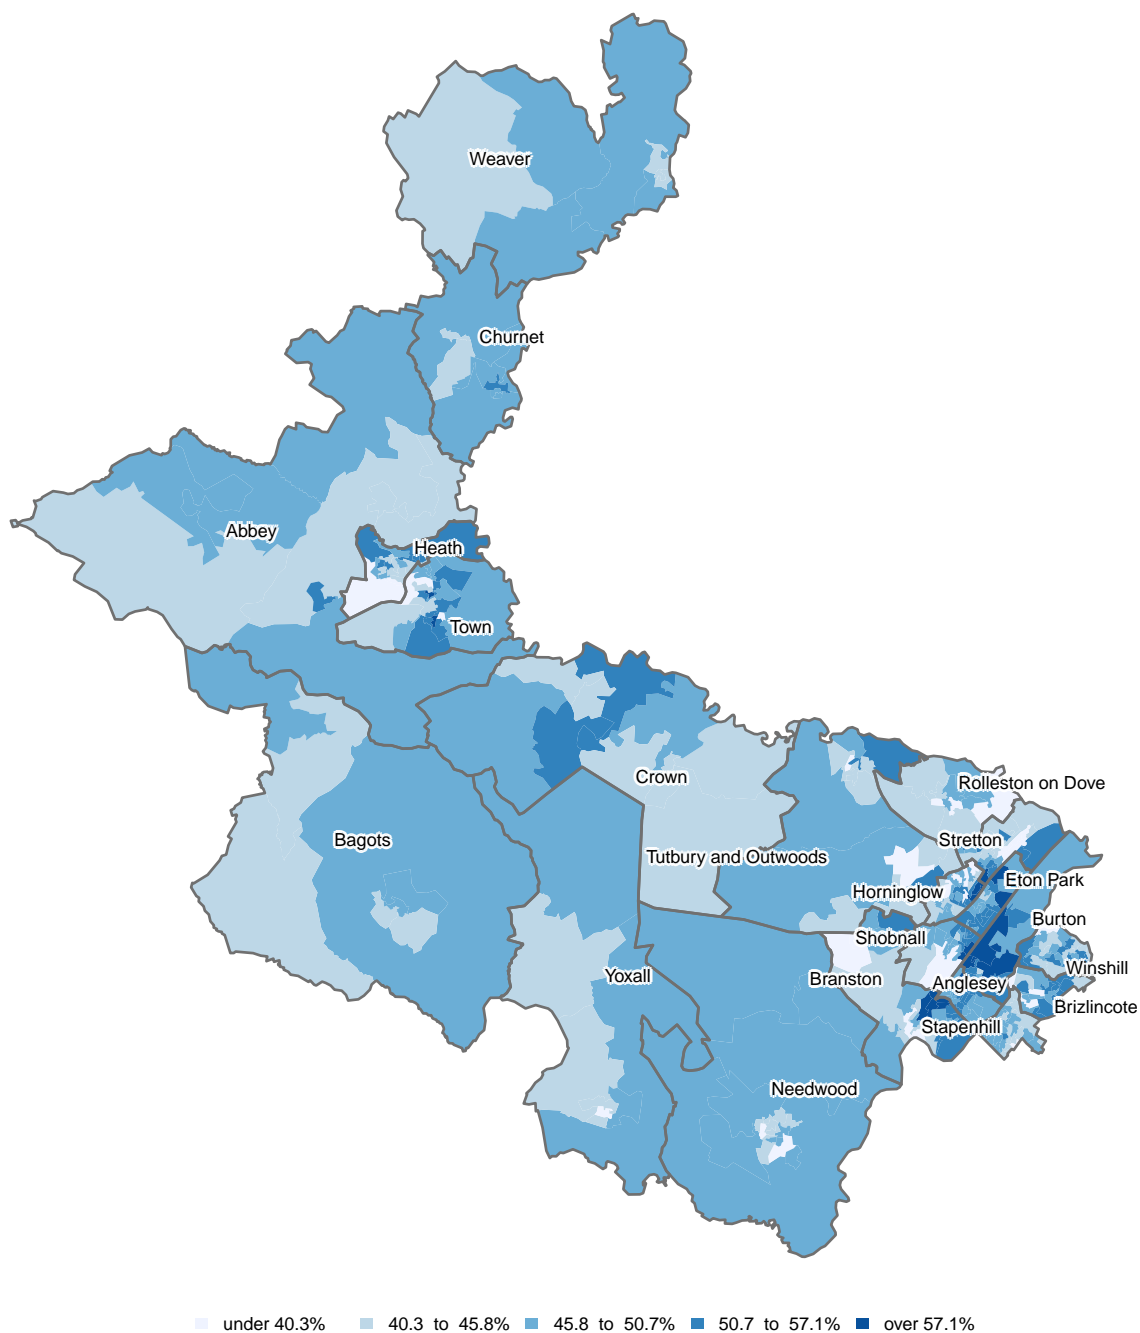 Weaver
Churnet
Abbey
Heath
Town
Crown
Rolleston on Dove
Bagots
Stretton
Tutbury and Outwoods
Eton Park
Horninglow
Burton
Shobnall
Winshill
Yoxall
Branston
Anglesey
Brizlincote
Stapenhill
Needwood
under 40.3% 40.3 to 45.8% 45.8 to 50.7% 50.7 to 57.1% over 57.1%